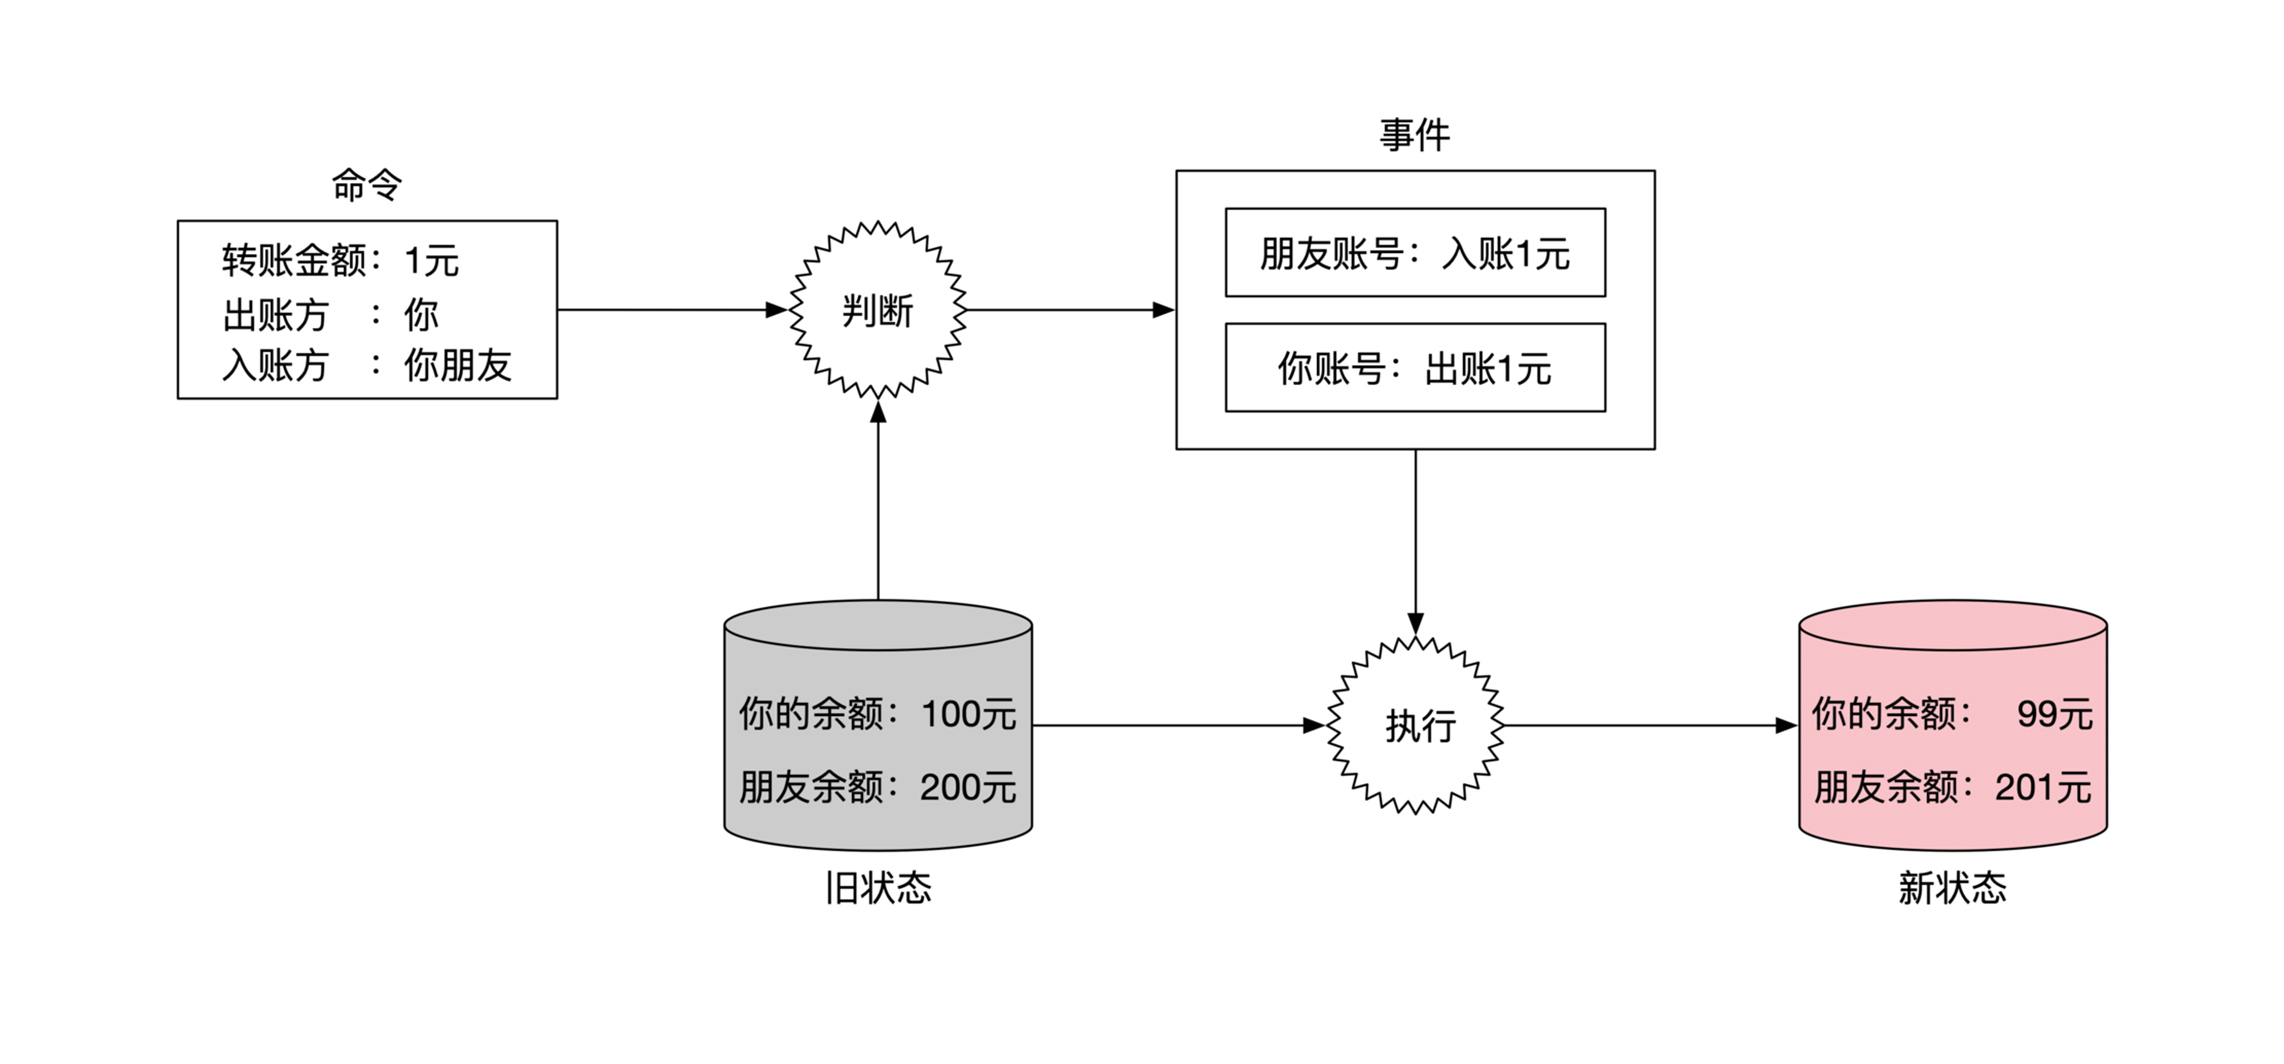 命令
转账金额：1元
出账方　：你
入账方　：你朋友
判断
事件
朋友账号：入账1元
你账号：出账1元
你的余额：100元
朋友余额：200元
旧状态
执行
你的余额：　99元
朋友余额：201元
新状态